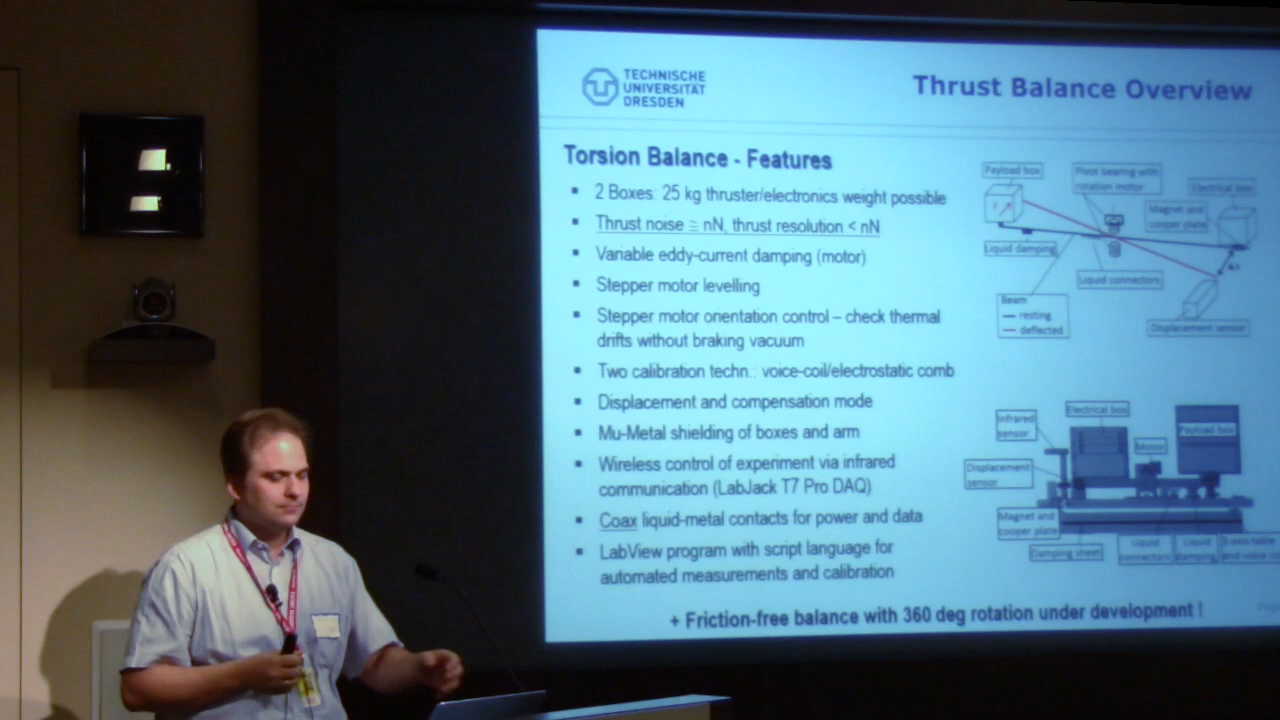 TECHNISCHE
UNIVERSITÄT
DRESDEN
Thrust Balance Overview
Torsion Balance - Features
▪ 2 Boxes: 25 kg thruster/electronics weight possible
▪ Thrust noise ≅ nN, thrust resolution < nN
▪ Variable eddy-current damping (motor)
▪ Stepper motor levelling
▪ Stepper motor orientation control – check thermal
drifts without braking vacuum
▪ Two calibration techn.: voice-coil/electrostatic comb
▪ Displacement and compensation mode
▪ Mu-Metal shielding of boxes and arm
▪ Wireless control of experiment via infrared
communication (LabJack T7 Pro DAQ)
▪ Coax liquid-metal contacts for power and data
▪ LabView program with script language for
automated measurements and calibration
+ Friction-free balance with 360 deg rotation under development !
Payload box
Pivot bearing with
rotation motor
Electrical box
Magnet and
cooper plate
Liquid damping
Liquid connectors
Beam
resting
deflected
Displacement sensor
Infrared
sensor
Electrical box
Payload box
Motor
Displacement
sensor
Magnet and
cooper plate
Damping sheet
Liquid
connectors
Liquid
damping